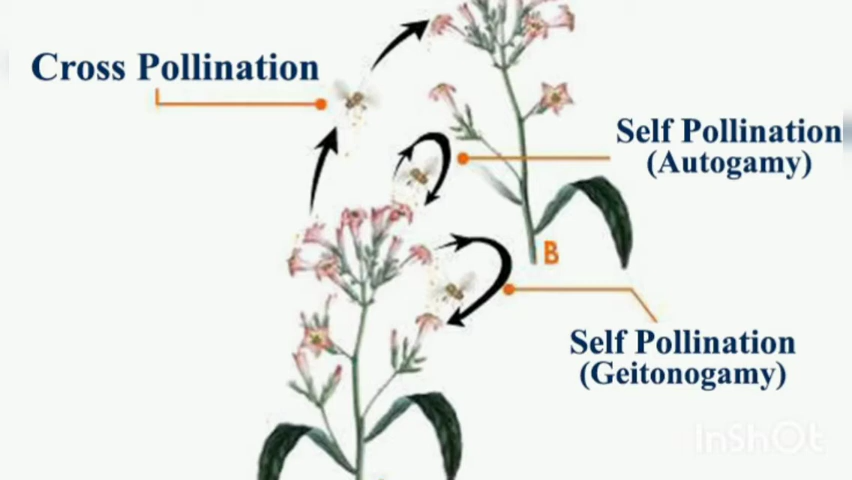 Cross Pollination
Self Pollination
(Autogamy)
B
Self Pollination
(Geitonogamy)
InShOt